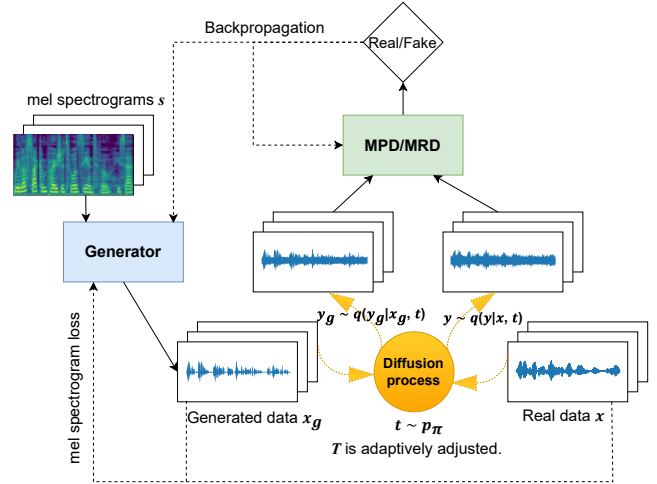 Backpropagation
Real/Fake
mel spectrograms s
MPD/MRD
Generator
y_g ~ q(y_g|x_g, t)
y ~ q(y|x, t)
mel spectrogram loss
Diffusion
process
Generated data x_g
t ~ p_π
Real data x
T is adaptively adjusted.